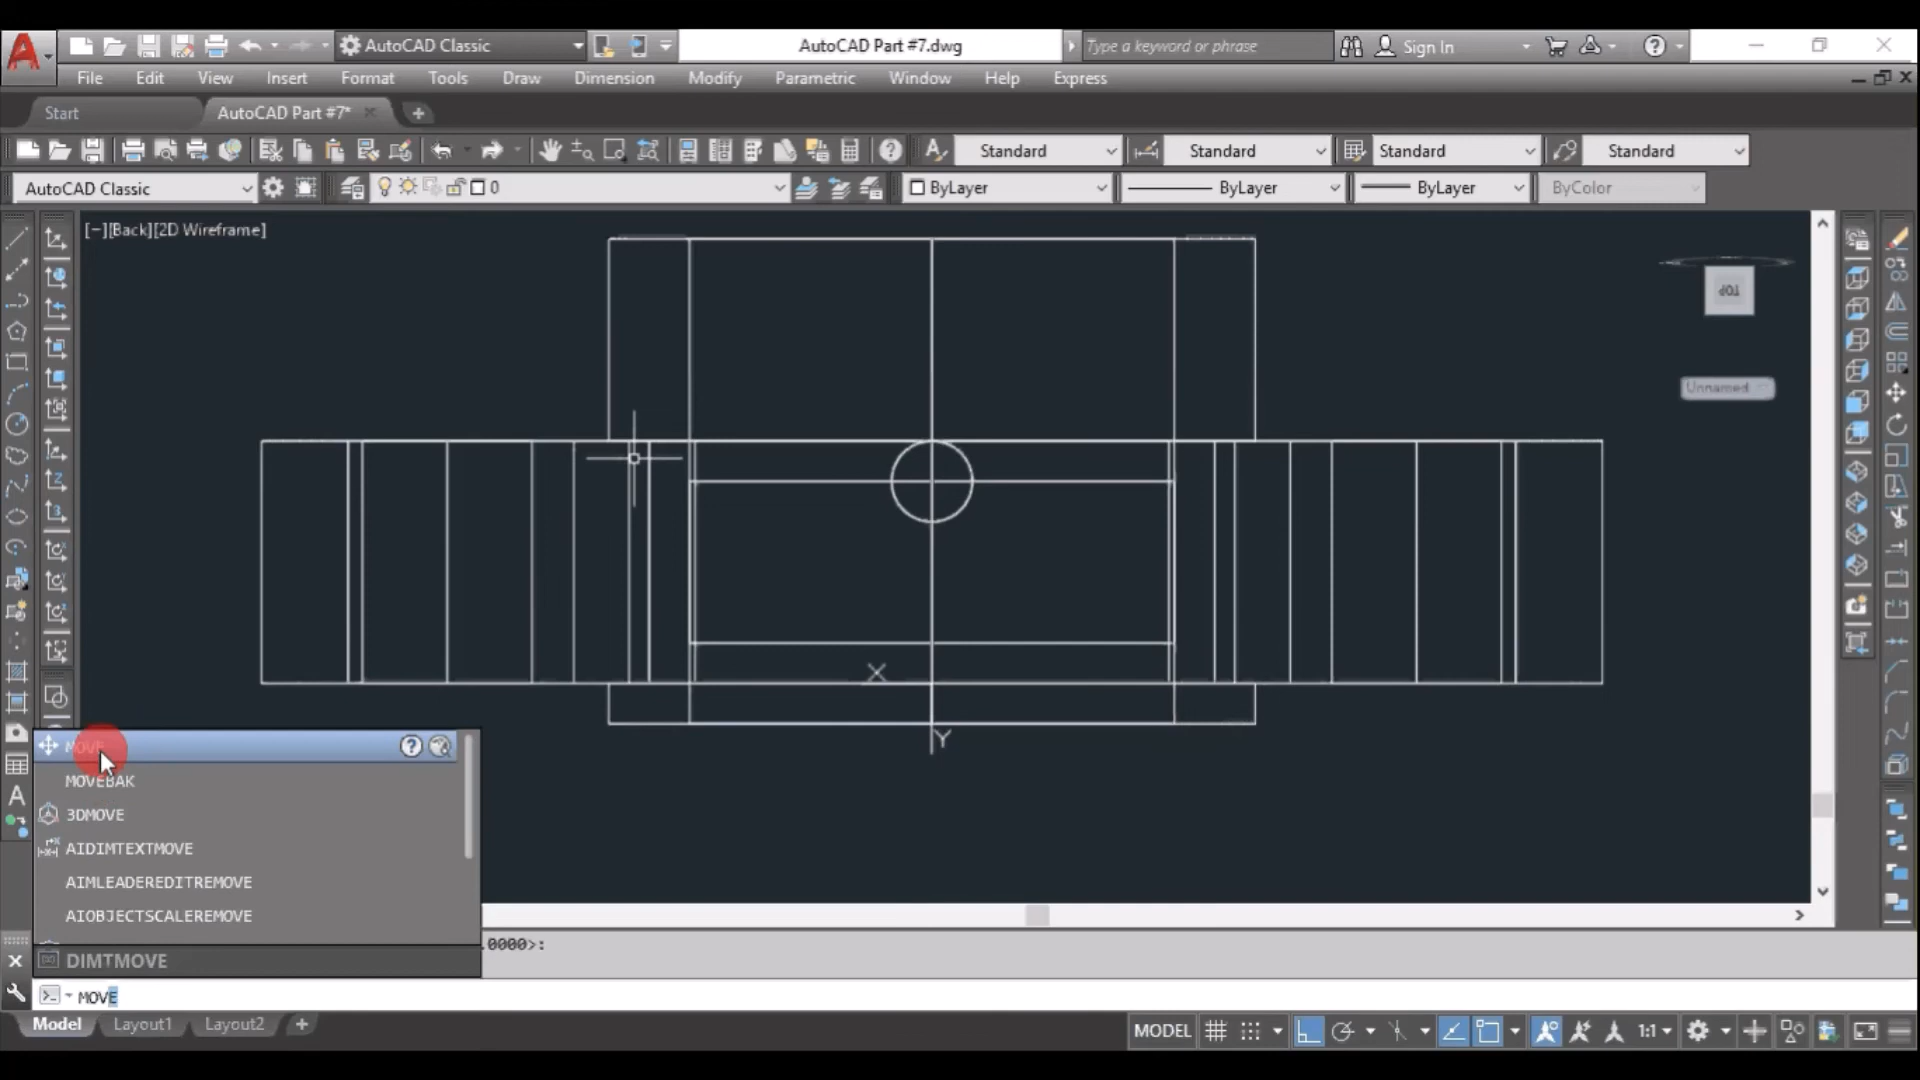 AutoCAD Classic
AutoCAD Part #7.dwg
Type a keyword or phrase
Sign In
File Edit View Insert Format Tools Draw Dimension Modify Parametric Window Help Express
Start
AutoCAD Part #7*
Standard Standard Standard Standard
AutoCAD Classic
0
ByLayer ByLayer ByLayer ByColor
[−][Back][2D Wireframe]
TOP
Unnamed
X
Y
MOVE
MOVEBAK
3DMOVE
AIDIMTEXTMOVE
AIMLEADEREDITREMOVE
AIOBJECTSCALEREMOVE
.0000>:
DIMTMOVE
MOVE
Model Layout1 Layout2
MODEL
1:1